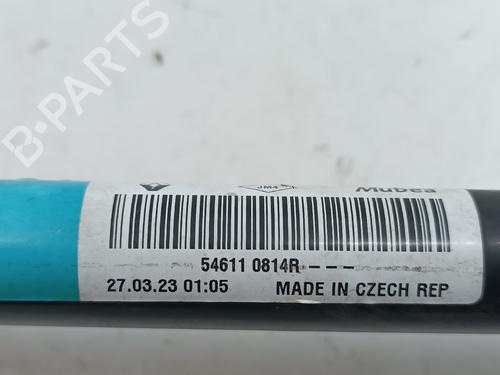 B-PARTS
Mubea
54611 0814R---
27.03.23 01:05 MADE IN CZECH REP